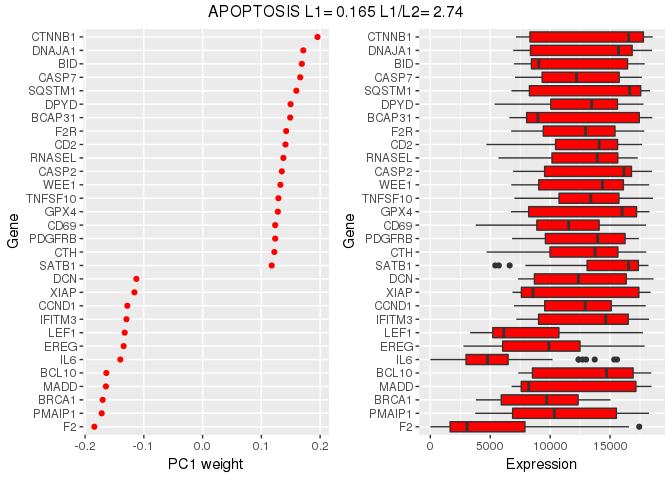 APOPTOSIS L1= 0.165 L1/L2= 2.74
Gene
CTNNB1
DNAJA1
BID
CASP7
SQSTM1
DPYD
BCAP31
F2R
CD2
RNASEL
CASP2
WEE1
TNFSF10
GPX4
CD69
PDGFRB
CTH
SATB1
DCN
XIAP
CCND1
IFITM3
LEF1
EREG
IL6
BCL10
MADD
BRCA1
PMAIP1
F2
-0.2 -0.1 0.0 0.1 0.2
PC1 weight
Gene
CTNNB1
DNAJA1
BID
CASP7
SQSTM1
DPYD
BCAP31
F2R
CD2
RNASEL
CASP2
WEE1
TNFSF10
GPX4
CD69
PDGFRB
CTH
SATB1
DCN
XIAP
CCND1
IFITM3
LEF1
EREG
IL6
BCL10
MADD
BRCA1
PMAIP1
F2
0 5000 10000 15000
Expression